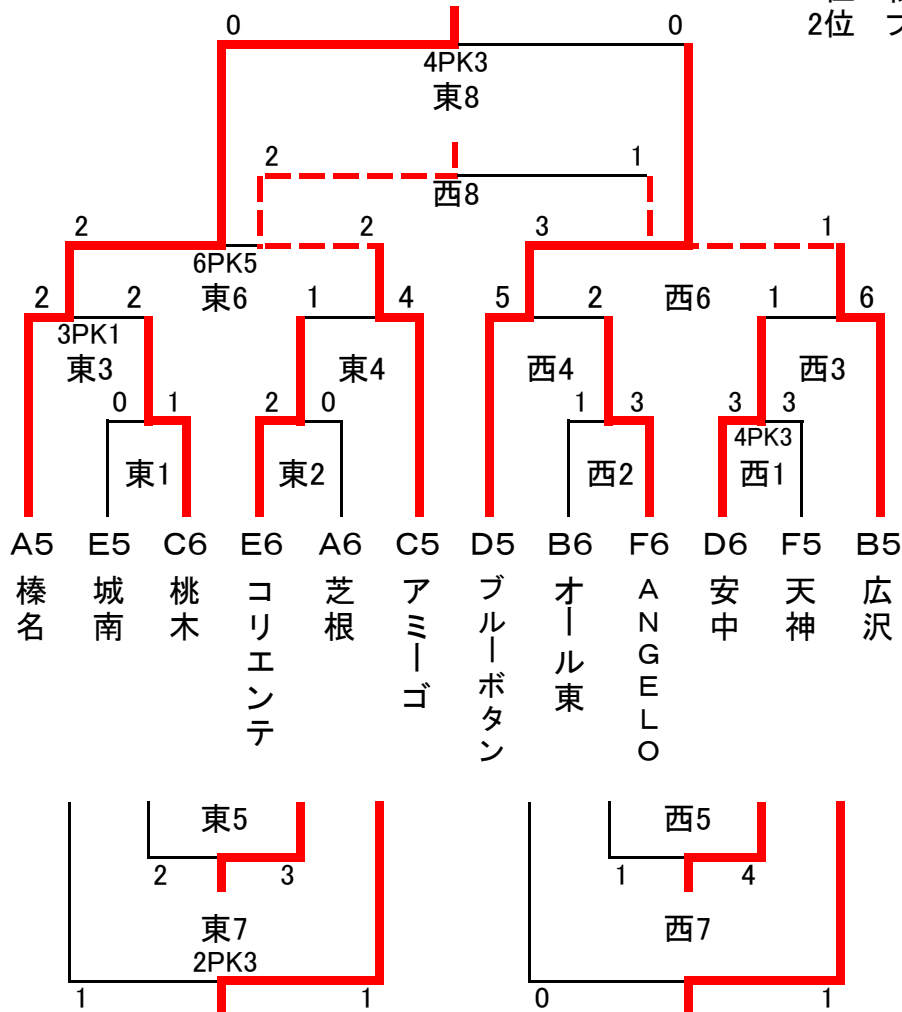 0 0
2位
4PK3
東8
2 1
西8
2 2 3 1
6PK5
東6 西6
2 2 1 4 5 2 1 6
3PK1
東3 東4 西4 西3
0 1 2 0 1 3 3 3
4PK3
東1 東2 西2 西1
A5 E5 C6 E6 A6 C5 D5 B6 F6 D6 F5 B5
榛名
城南
桃木
コリエンテ
芝根
アミーゴ
ブルーボタン
オール東
ANGELO
安中
天神
広沢
東5 西5
2 3 1 4
東7 西7
2PK3
1 1 0 1